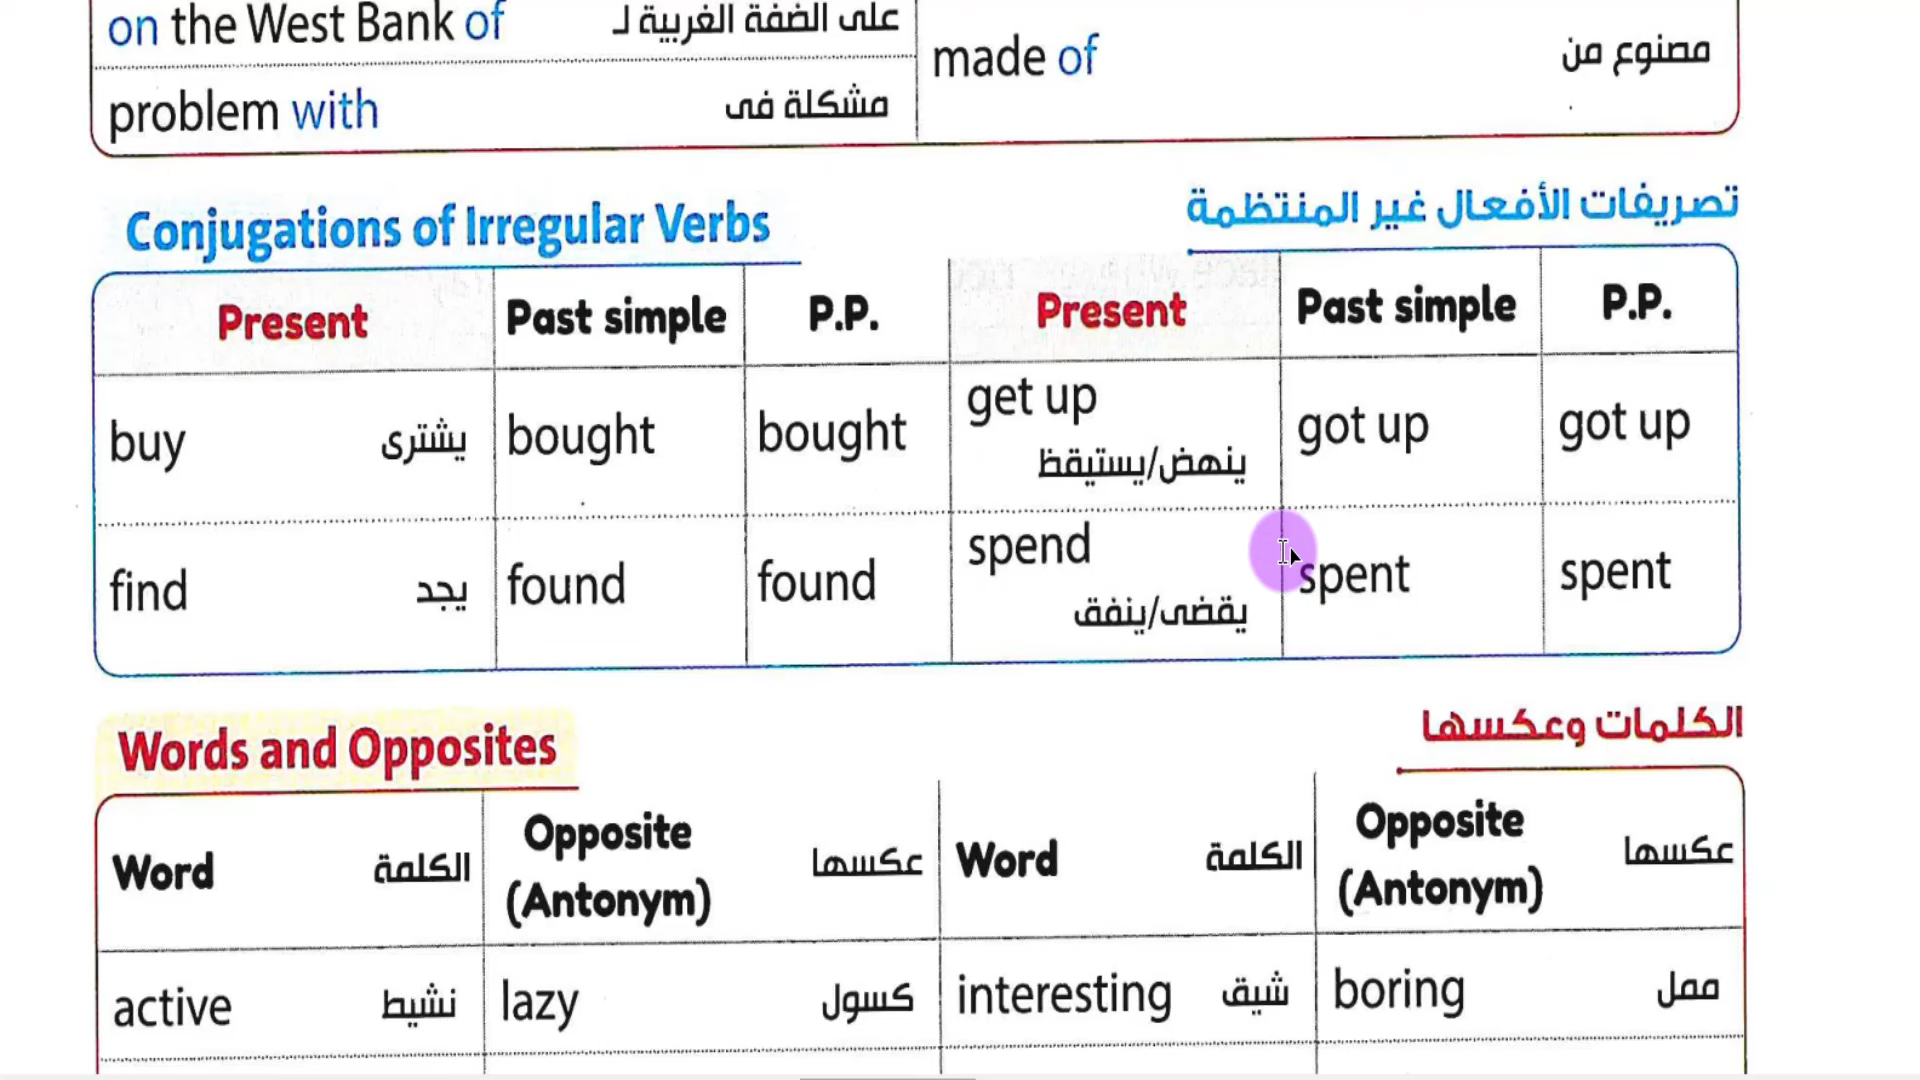 on the West Bank of على الضفة الغربية لـ
problem with مشكلة فى
made of مصنوع من
Conjugations of Irregular Verbs تصريفات الأفعال غير المنتظمة
Present Past simple P.P. Present Past simple P.P.
buy يشترى bought bought get up ينهض/يستيقظ got up got up
find يجد found found spend يقضى/ينفق spent spent
Words and Opposites الكلمات وعكسها
Word الكلمة Opposite (Antonym) عكسها Word الكلمة Opposite (Antonym) عكسها
active نشيط lazy كسول interesting شيق boring ممل